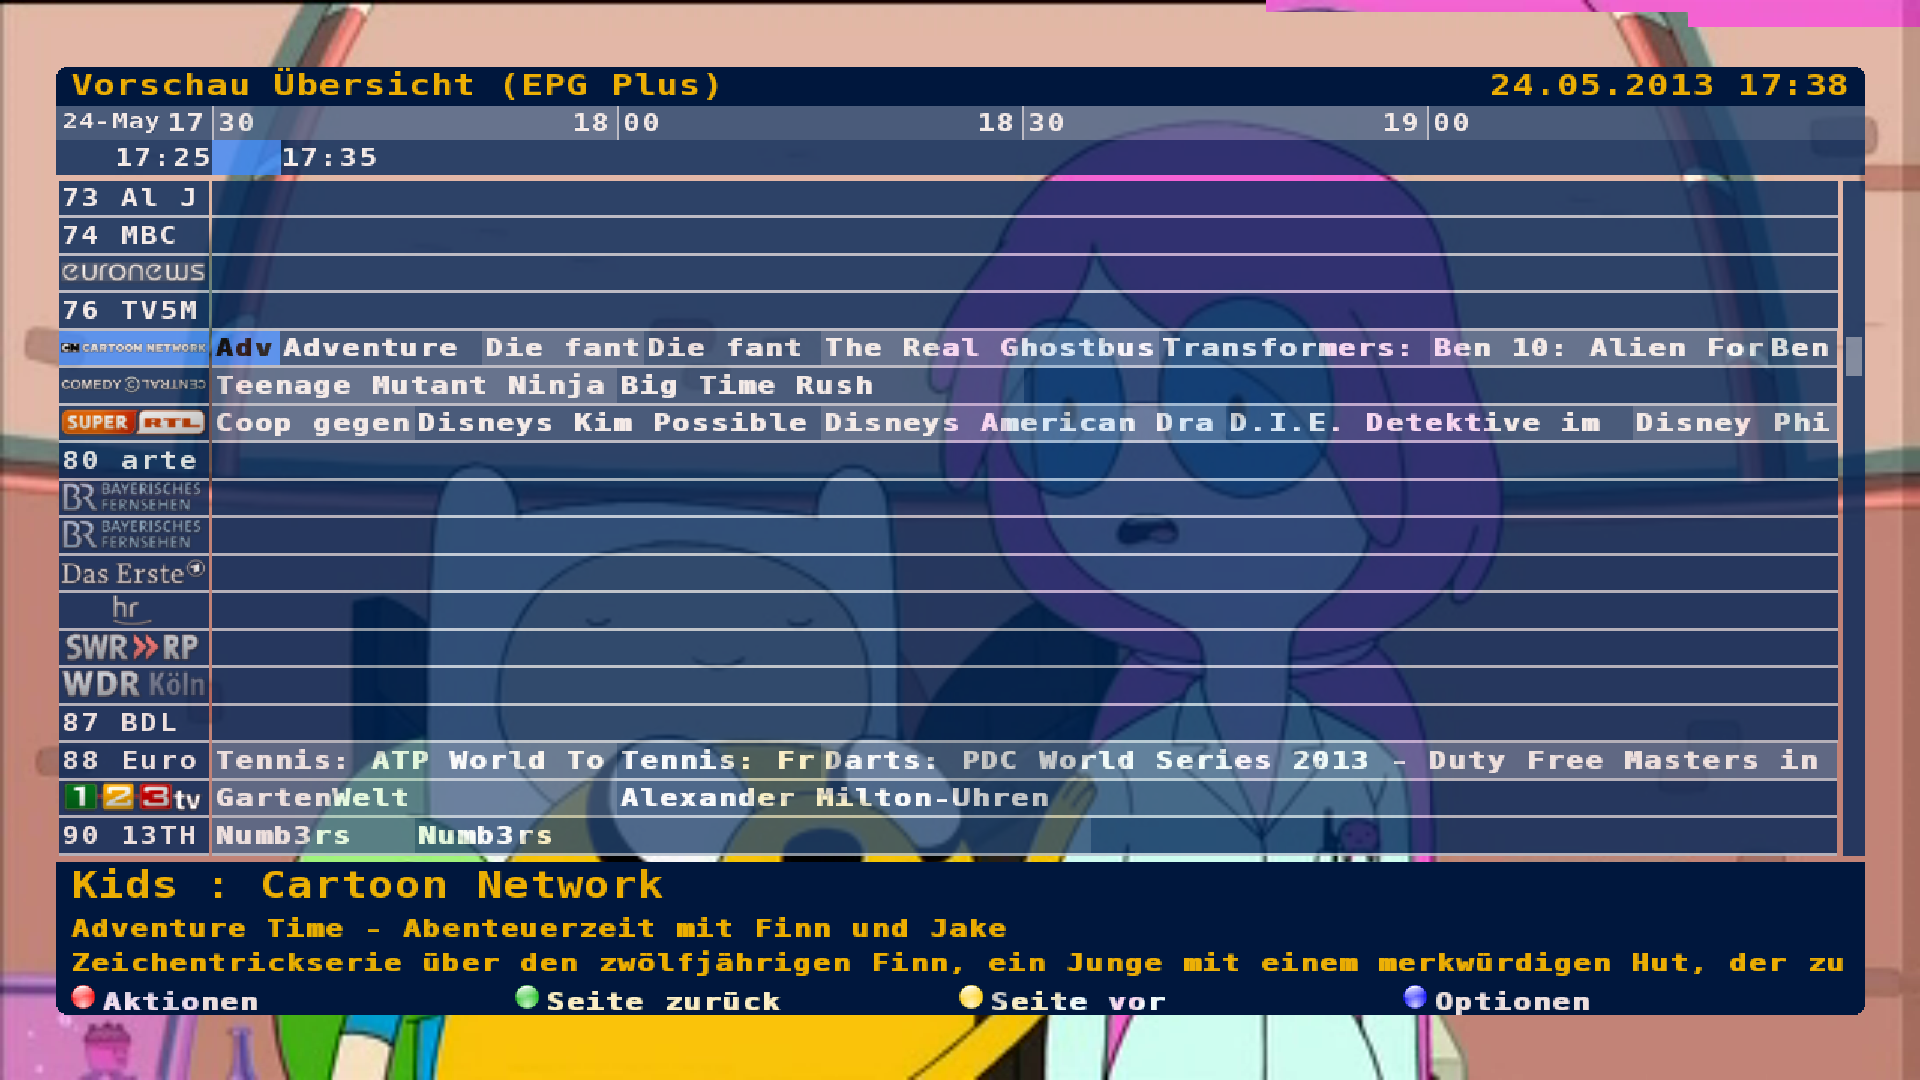 Vorschau Übersicht (EPG Plus) 24.05.2013 17:38
24-May 17 30 18 00 18 30 19 00
17:25 17:35
73 Al J
74 MBC
euronews
76 TV5M
CN CARTOON NETWORK Adv Adventure Die fant Die fant The Real Ghostbus Transformers: Ben 10: Alien For Ben
COMEDY CENTRAL Teenage Mutant Ninja Big Time Rush
SUPER RTL Coop gegen Disneys Kim Possible Disneys American Dra D.I.E. Detektive im Disney Phi
80 arte
BR BAYERISCHES FERNSEHEN
BR BAYERISCHES FERNSEHEN
Das Erste
hr
SWR>>RP
WDR Köln
87 BDL
88 Euro Tennis: ATP World To Tennis: Fr Darts: PDC World Series 2013 - Duty Free Masters in
123tv GartenWelt Alexander Milton-Uhren
90 13TH Numb3rs Numb3rs
Kids : Cartoon Network
Adventure Time - Abenteuerzeit mit Finn und Jake
Zeichentrickserie über den zwölfjährigen Finn, ein Junge mit einem merkwürdigen Hut, der zu
Aktionen Seite zurück Seite vor Optionen